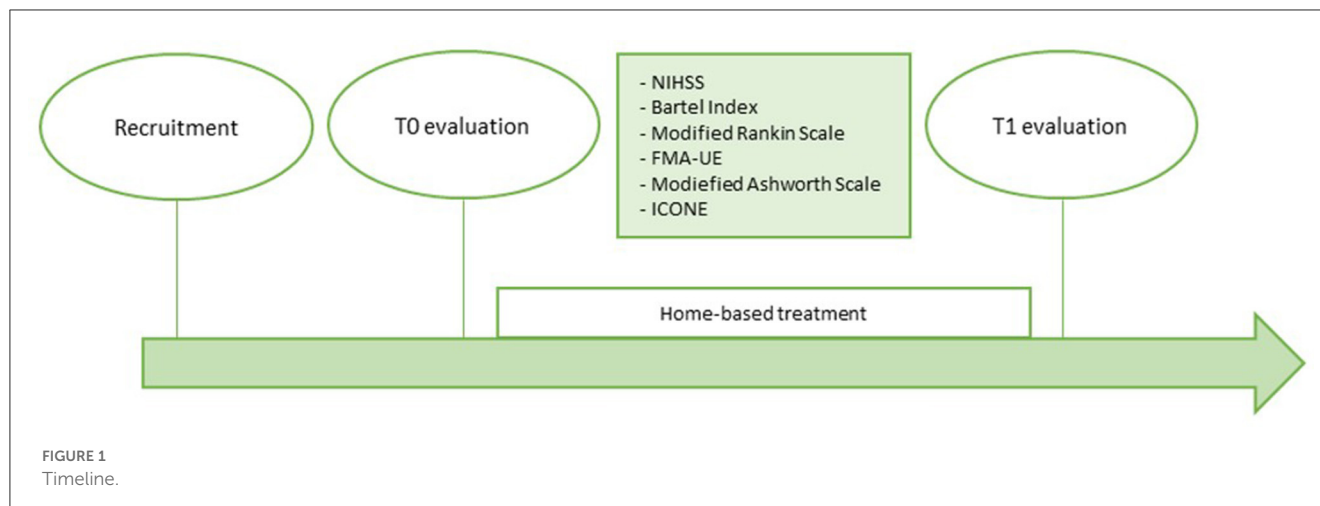 Recruitment
T0 evaluation
- NIHSS
- Bartel Index
- Modified Rankin Scale
- FMA-UE
- Modiefied Ashworth Scale
- ICONE
T1 evaluation
Home-based treatment
FIGURE 1
Timeline.